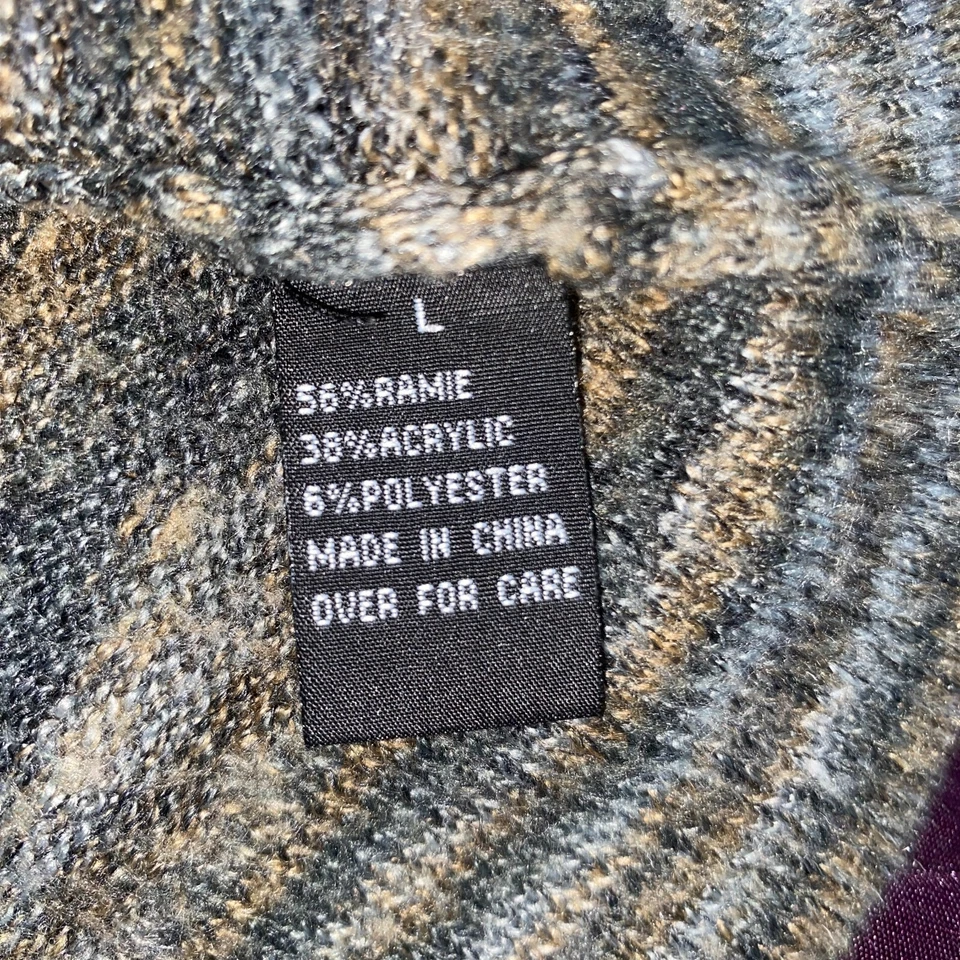 L
56%RAMIE
38%ACRYLIC
6%POLYESTER
MADE IN CHINA
OVER FOR CARE